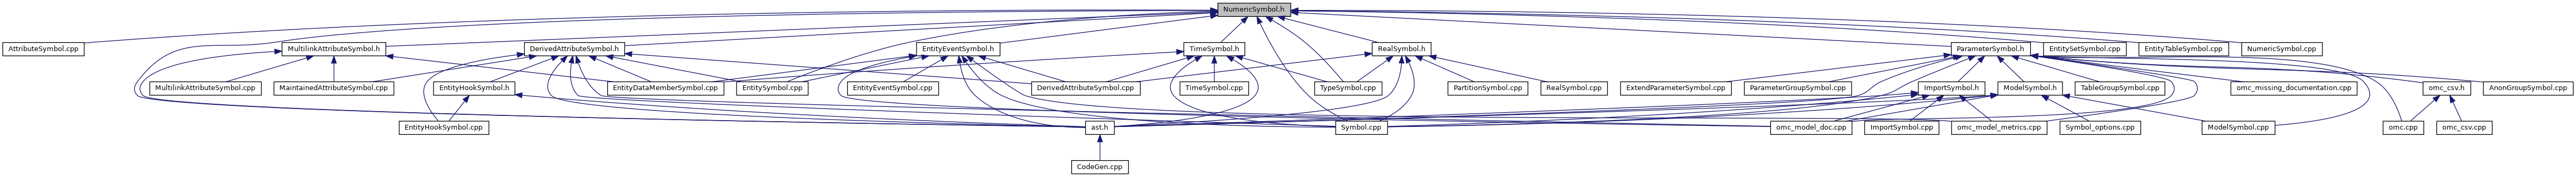 NumericSymbol.h
AttributeSymbol.cpp
MultilinkAttributeSymbol.h
DerivedAttributeSymbol.h
EntityEventSymbol.h
TimeSymbol.h
RealSymbol.h
ParameterSymbol.h
EntitySetSymbol.cpp
EntityTableSymbol.cpp
NumericSymbol.cpp
MultilinkAttributeSymbol.cpp
MaintainedAttributeSymbol.cpp
EntityHookSymbol.h
EntityDataMemberSymbol.cpp
EntitySymbol.cpp
EntityEventSymbol.cpp
DerivedAttributeSymbol.cpp
TimeSymbol.cpp
TypeSymbol.cpp
PartitionSymbol.cpp
RealSymbol.cpp
ExtendParameterSymbol.cpp
ParameterGroupSymbol.cpp
ImportSymbol.h
ModelSymbol.h
TableGroupSymbol.cpp
omc_missing_documentation.cpp
omc_csv.h
AnonGroupSymbol.cpp
EntityHookSymbol.cpp
ast.h
Symbol.cpp
omc_model_doc.cpp
ImportSymbol.cpp
omc_model_metrics.cpp
Symbol_options.cpp
ModelSymbol.cpp
omc.cpp
omc_csv.cpp
CodeGen.cpp